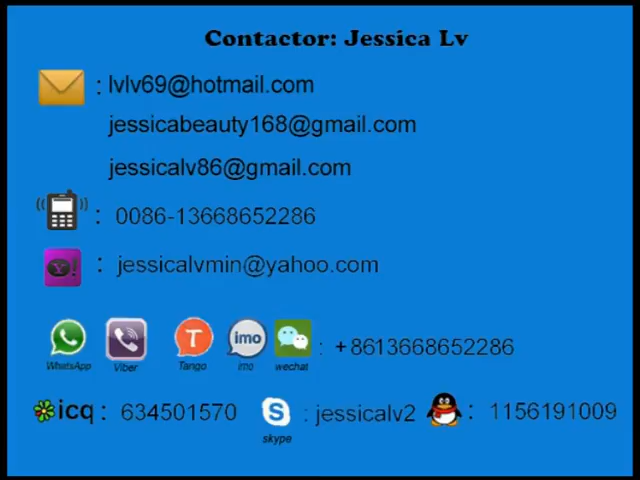 Contactor: Jessica Lv
: lvlv69@hotmail.com
jessicabeauty168@gmail.com
jessicalv86@gmail.com
: 0086-13668652286
Y! : jessicalvmin@yahoo.com
T imo : +8613668652286
WhatsApp Viber Tango imo wechat
icq : 634501570 S : jessicalv2 : 1156191009
skype